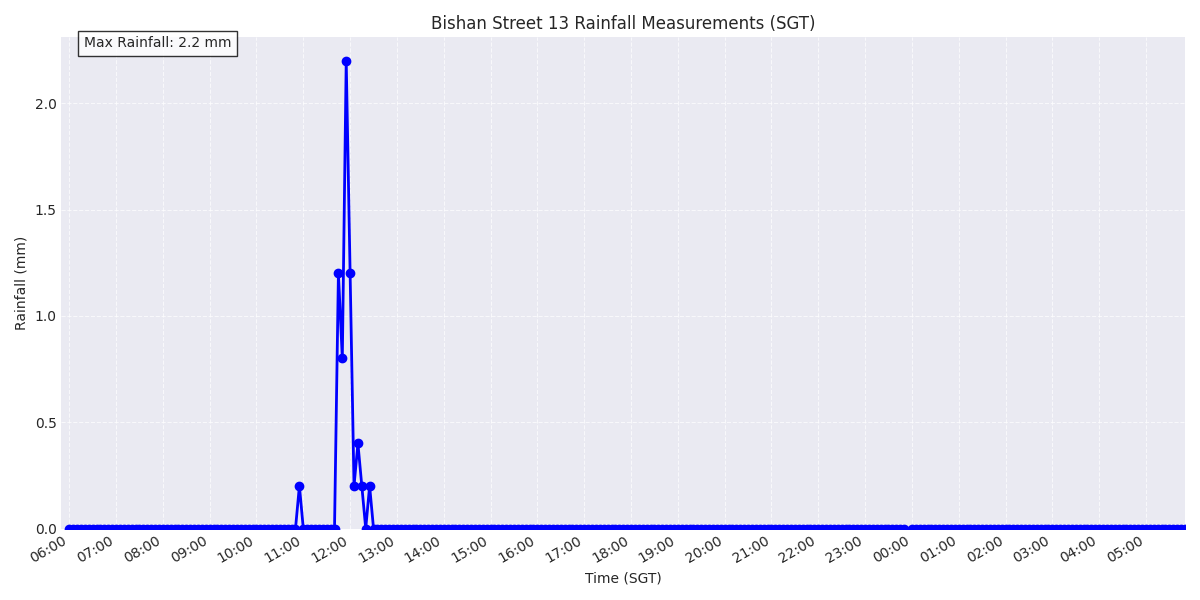 Bishan Street 13 Rainfall Measurements (SGT)
Max Rainfall: 2.2 mm
Rainfall (mm)
2.0
1.5
1.0
0.5
0.0
06:00 07:00 08:00 09:00 10:00 11:00 12:00 13:00 14:00 15:00 16:00 17:00 18:00 19:00 20:00 21:00 22:00 23:00 00:00 01:00 02:00 03:00 04:00 05:00
Time (SGT)